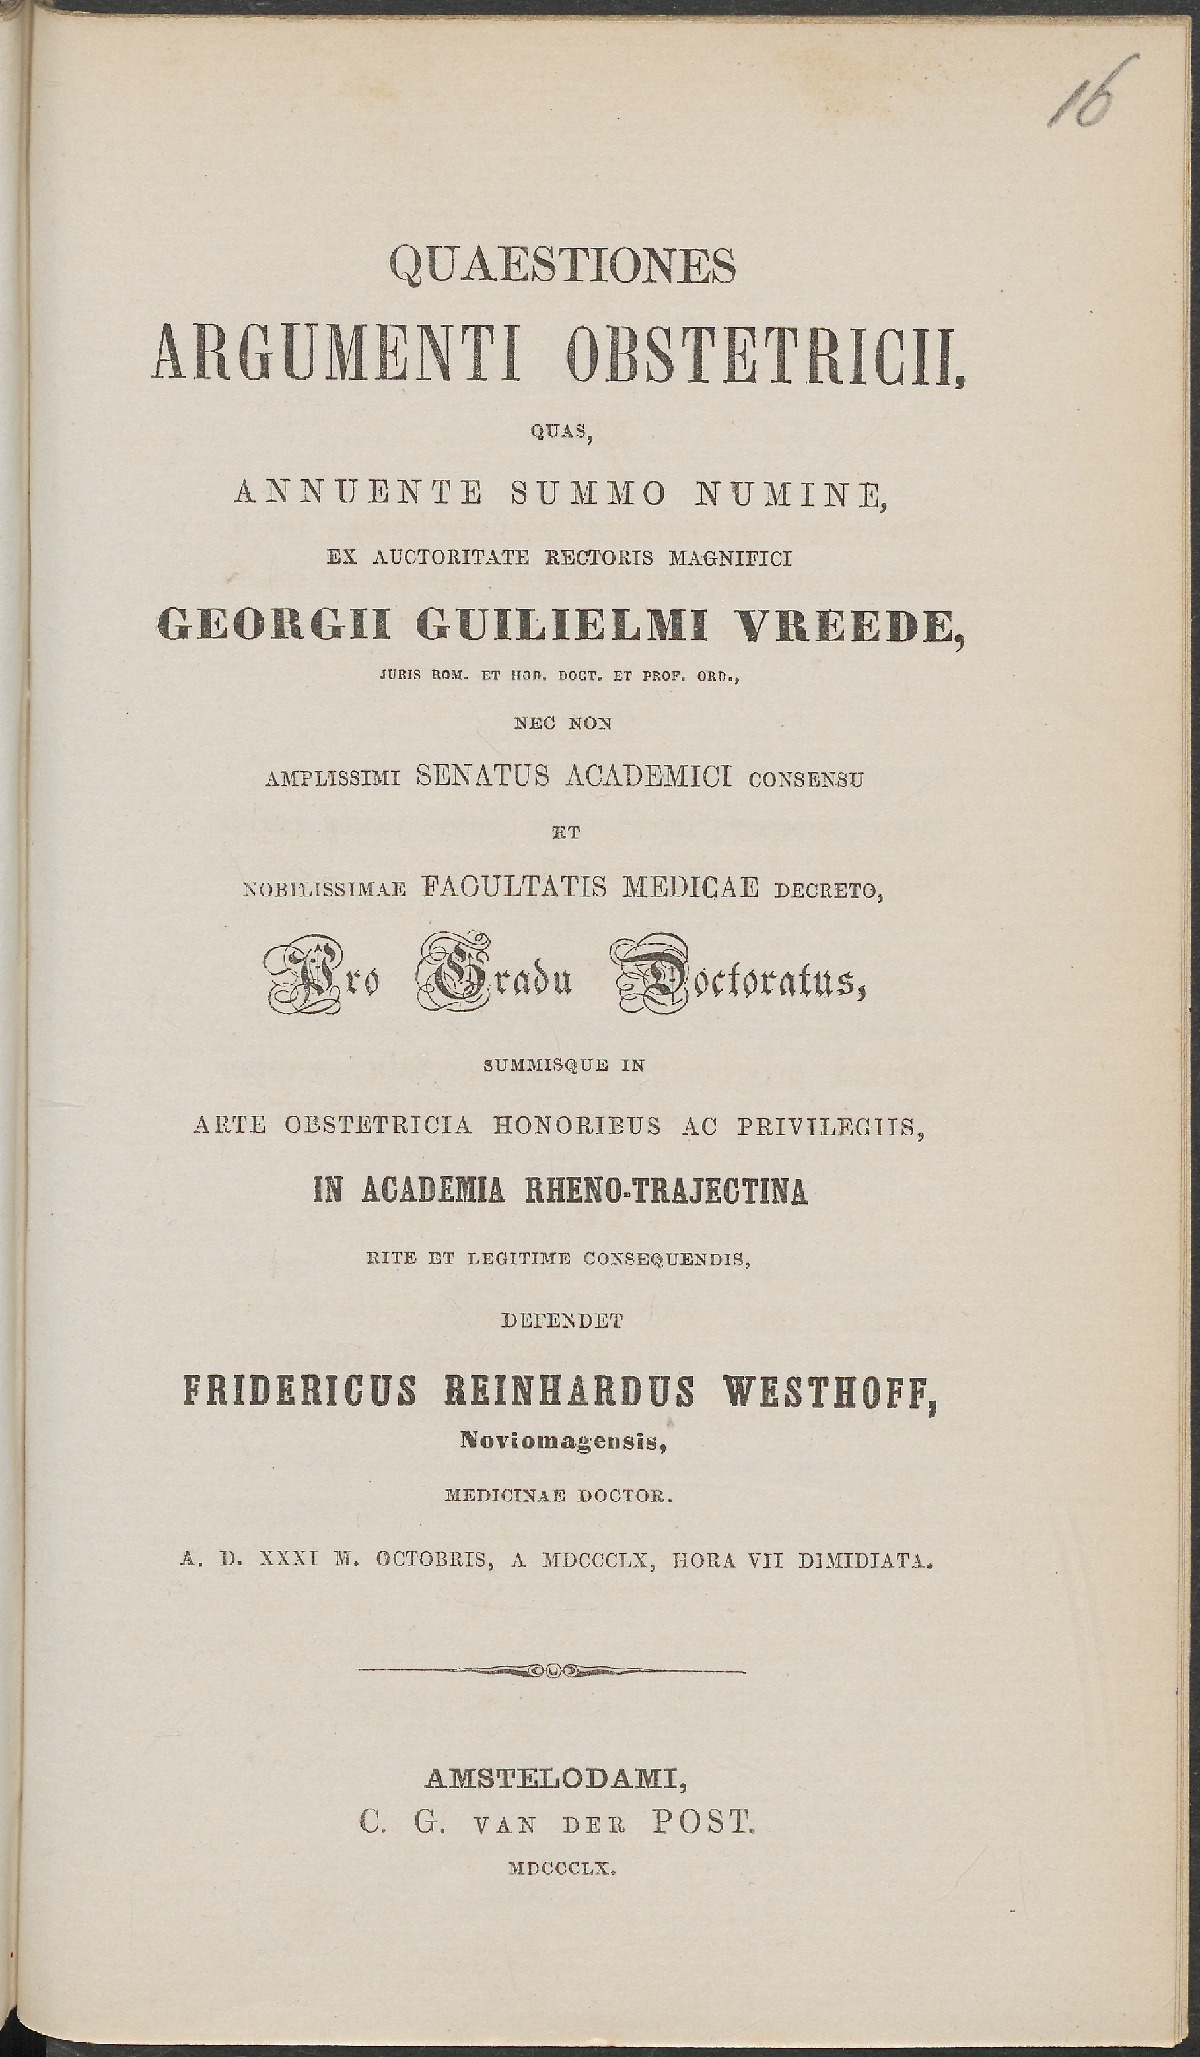 16
QUAESTIONES
ARGUMENTI OBSTETRICII,
QUAS,
ANNUENTE SUMMO NUMINE,
EX AUCTORITATE RECTORIS MAGNIFICI
GEORGII GUILIELMI VREEDE,
JURIS ROM. ET HOD. DOCT. ET PROF. ORD.,
NEC NON
AMPLISSIMI SENATUS ACADEMICI CONSENSU
ET
NOBILISSIMAE FACULTATIS MEDICAE DECRETO,
Pro Gradu Doctoratus,
SUMMISQUE IN
ARTE OBSTETRICIA HONORIBUS AC PRIVILEGIIS,
IN ACADEMIA RHENO-TRAJECTINA
RITE ET LEGITIME CONSEQUENDIS,
DEFENDET
FRIDERICUS REINHARDUS WESTHOFF,
Noviomagensis,
MEDICINAE DOCTOR.
A. D. XXXI M. OCTOBRIS, A MDCCCLX, HORA VII DIMIDIATA.
AMSTELODAMI,
C. G. VAN DER POST.
MDCCCLX.